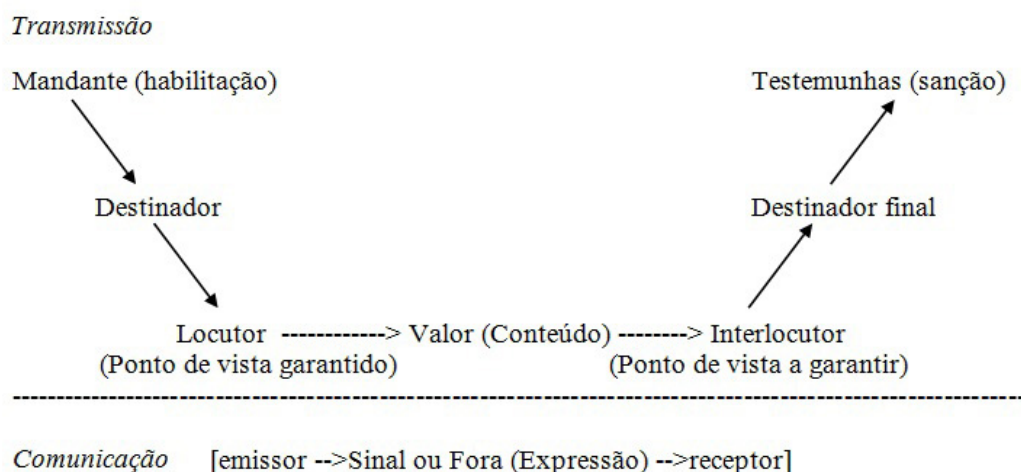 Transmissão
Mandante (habilitação) Testemunhas (sanção)
Destinador Destinador final
Locutor ------------> Valor (Conteúdo) --------> Interlocutor
(Ponto de vista garantido) (Ponto de vista a garantir)
Comunicação [emissor -->Sinal ou Fora (Expressão) -->receptor]